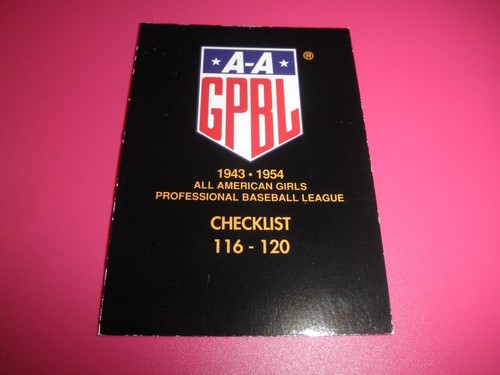 A-A
®
GPBL
1943 • 1954
ALL AMERICAN GIRLS
PROFESSIONAL BASEBALL LEAGUE
CHECKLIST
116 - 120